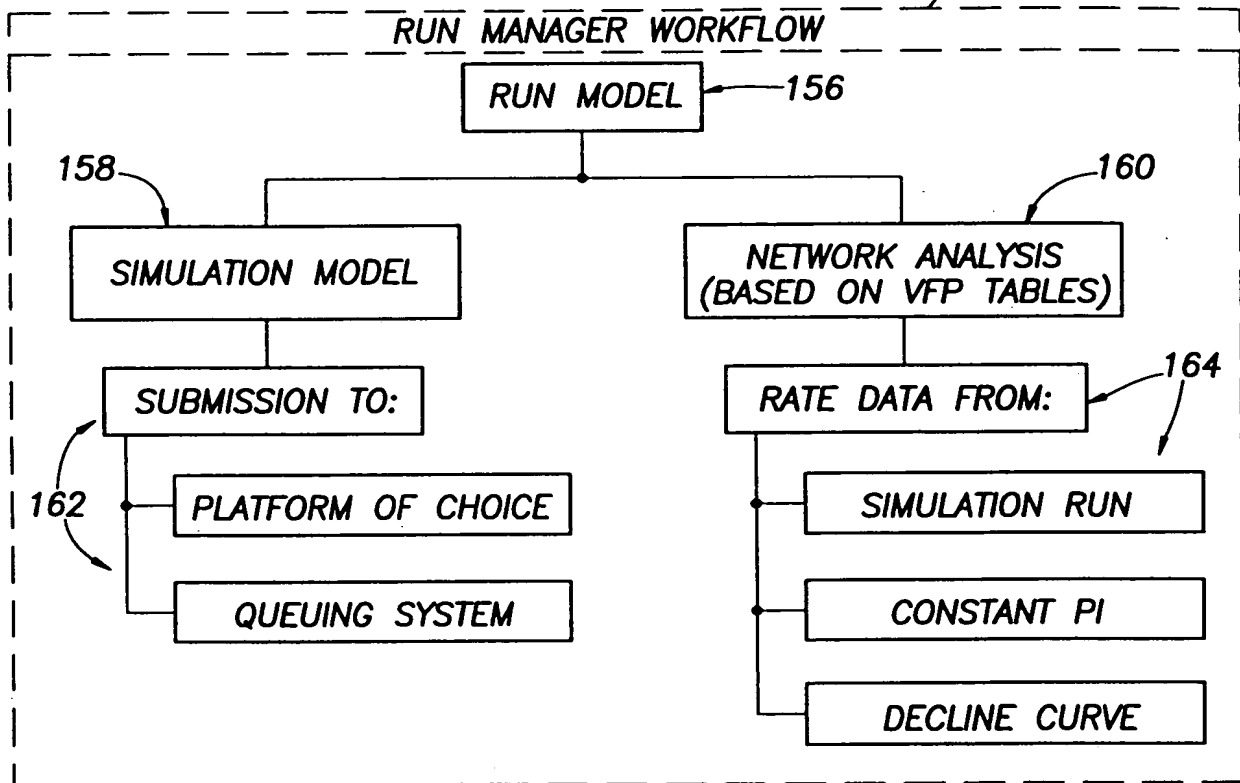 RUN MANAGER WORKFLOW
RUN MODEL
156
158
160
SIMULATION MODEL
NETWORK ANALYSIS
(BASED ON VFP TABLES)
SUBMISSION TO:
RATE DATA FROM:
164
162
PLATFORM OF CHOICE
SIMULATION RUN
QUEUING SYSTEM
CONSTANT PI
DECLINE CURVE